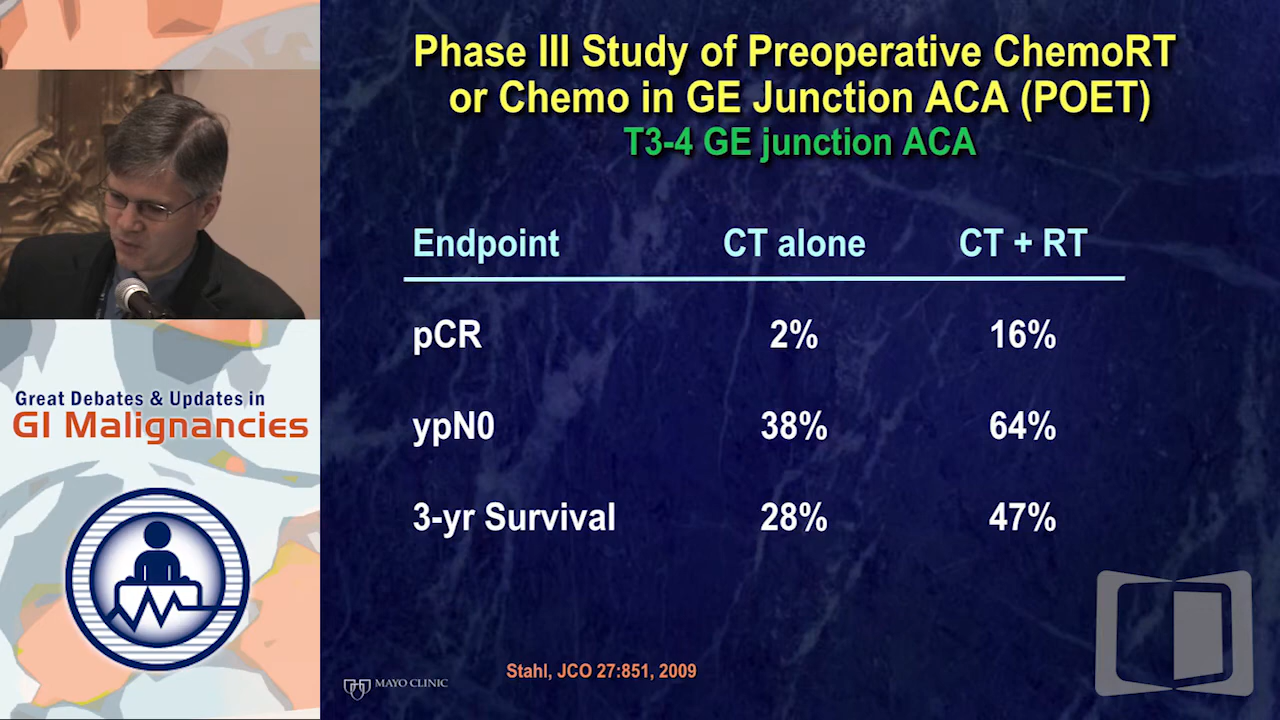 Phase III Study of Preoperative ChemoRT
or Chemo in GE Junction ACA (POET)
T3-4 GE junction ACA
Endpoint CT alone CT + RT
pCR 2% 16%
ypN0 38% 64%
3-yr Survival 28% 47%
Stahl, JCO 27:851, 2009
MAYO CLINIC
Great Debates & Updates in
GI Malignancies